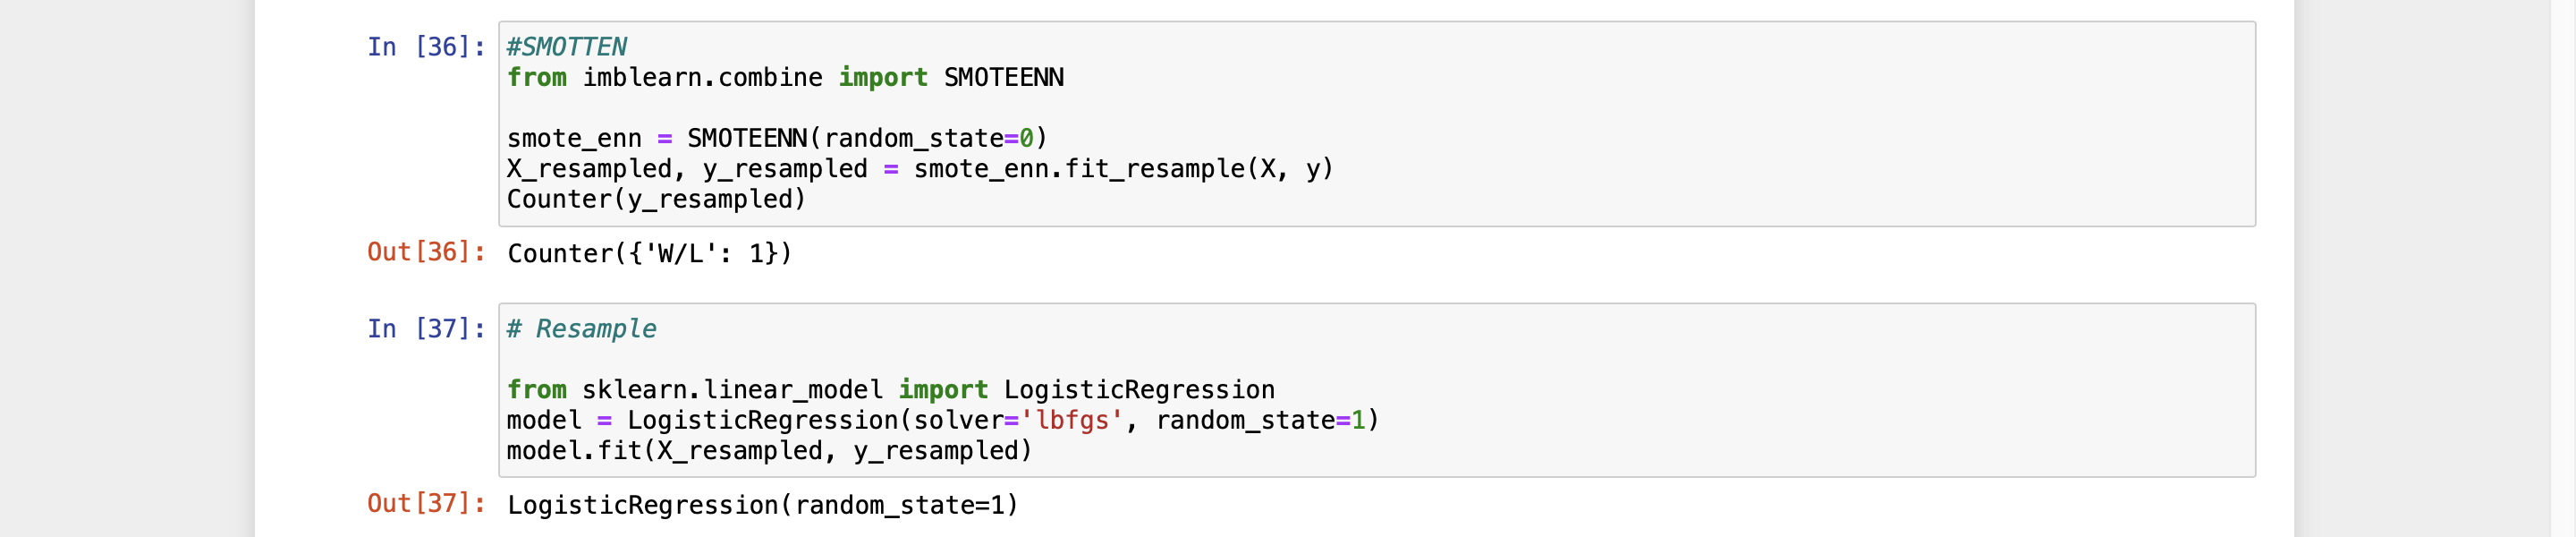 In [36]: #SMOTTEN
from imblearn.combine import SMOTEENN
smote_enn = SMOTEENN(random_state=0)
X_resampled, y_resampled = smote_enn.fit_resample(X, y)
Counter(y_resampled)
Out[36]: Counter({'W/L': 1})
In [37]: # Resample
from sklearn.linear_model import LogisticRegression
model = LogisticRegression(solver='lbfgs', random_state=1)
model.fit(X_resampled, y_resampled)
Out[37]: LogisticRegression(random_state=1)